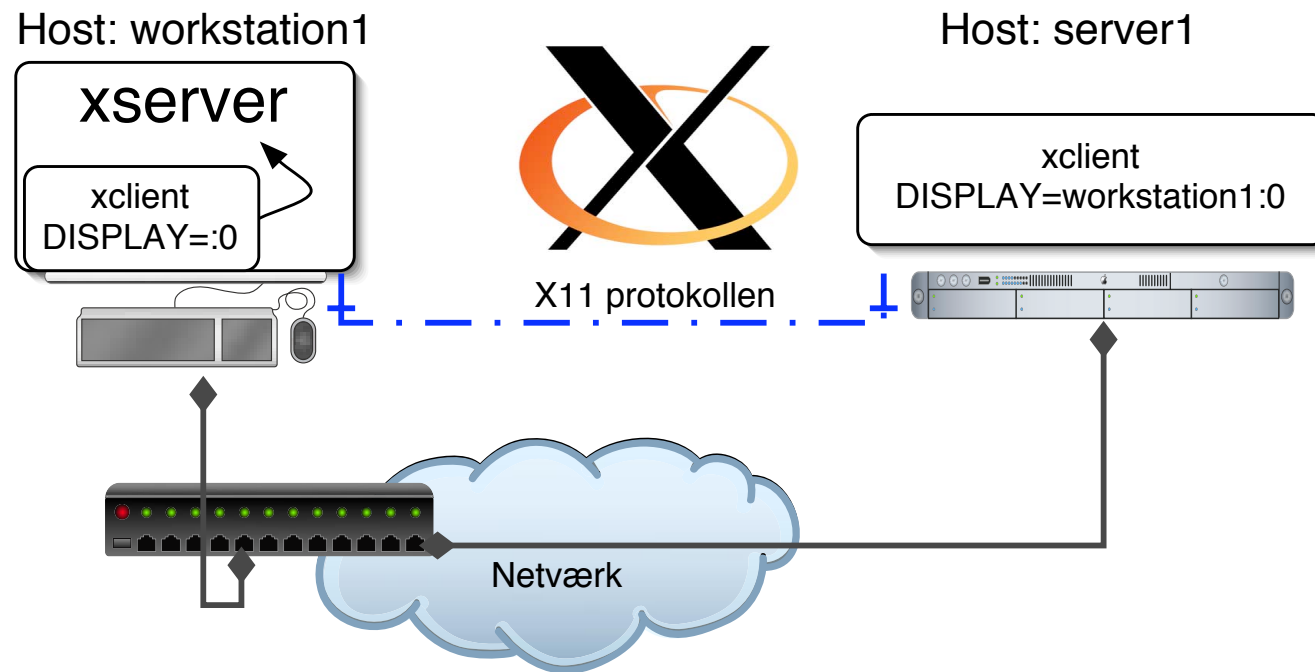 Host: workstation1
Host: server1
xserver
xclient
DISPLAY=:0
xclient
DISPLAY=workstation1:0
X11 protokollen
Netværk